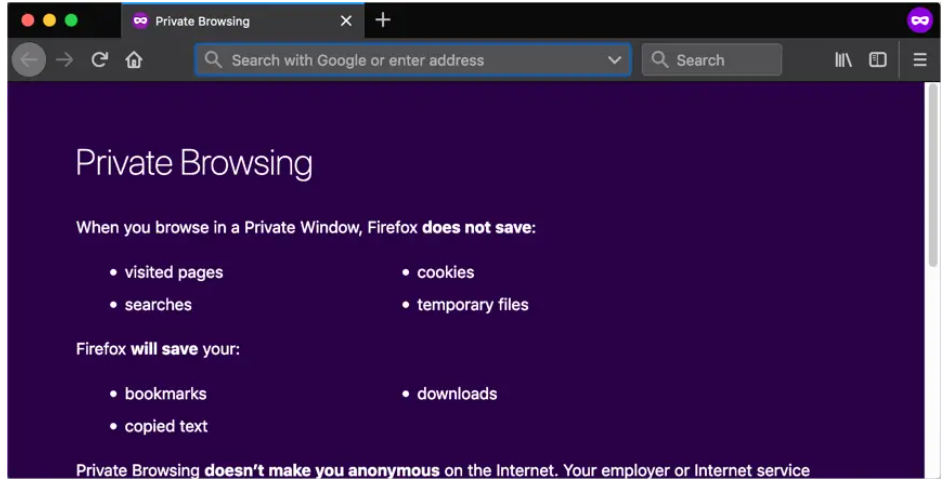 Private Browsing
Search with Google or enter address
Search
Private Browsing
When you browse in a Private Window, Firefox does not save:
• visited pages
• cookies
• searches
• temporary files
Firefox will save your:
• bookmarks
• downloads
• copied text
Private Browsing doesn’t make you anonymous on the Internet. Your employer or Internet service